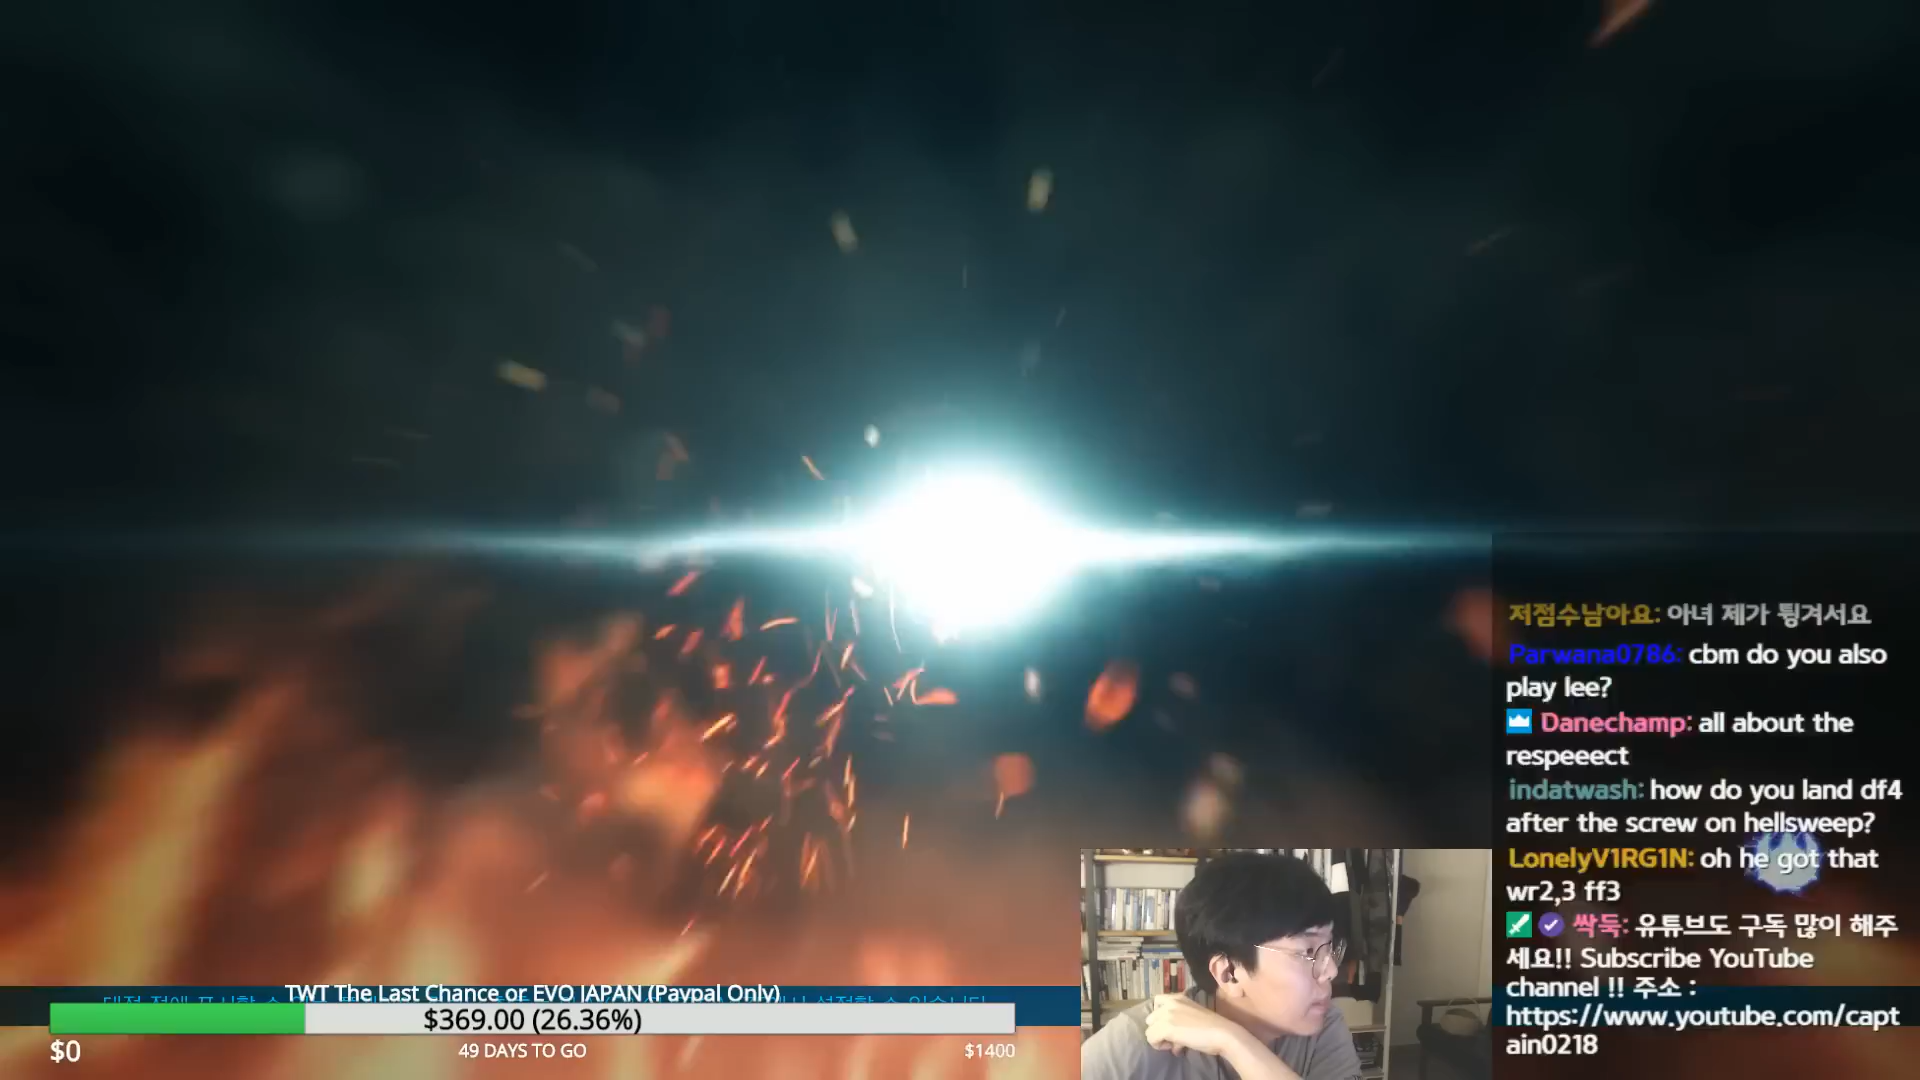 저점수남아요: 아녀 제가 튕겨서요
Parwana0786: cbm do you also
play lee?
Danechamp: all about the
respeeect
indatwash: how do you land df4
after the screw on hellsweep?
LonelyV1RG1N: oh he got that
wr2,3 ff3
싹둑: 유튜브도 구독 많이 해주
세요!! Subscribe YouTube
channel !! 주소 :
https://www.youtube.com/capt
ain0218
TWT The Last Chance or EVO JAPAN (Paypal Only)
$369.00 (26.36%)
$0
49 DAYS TO GO
$1400